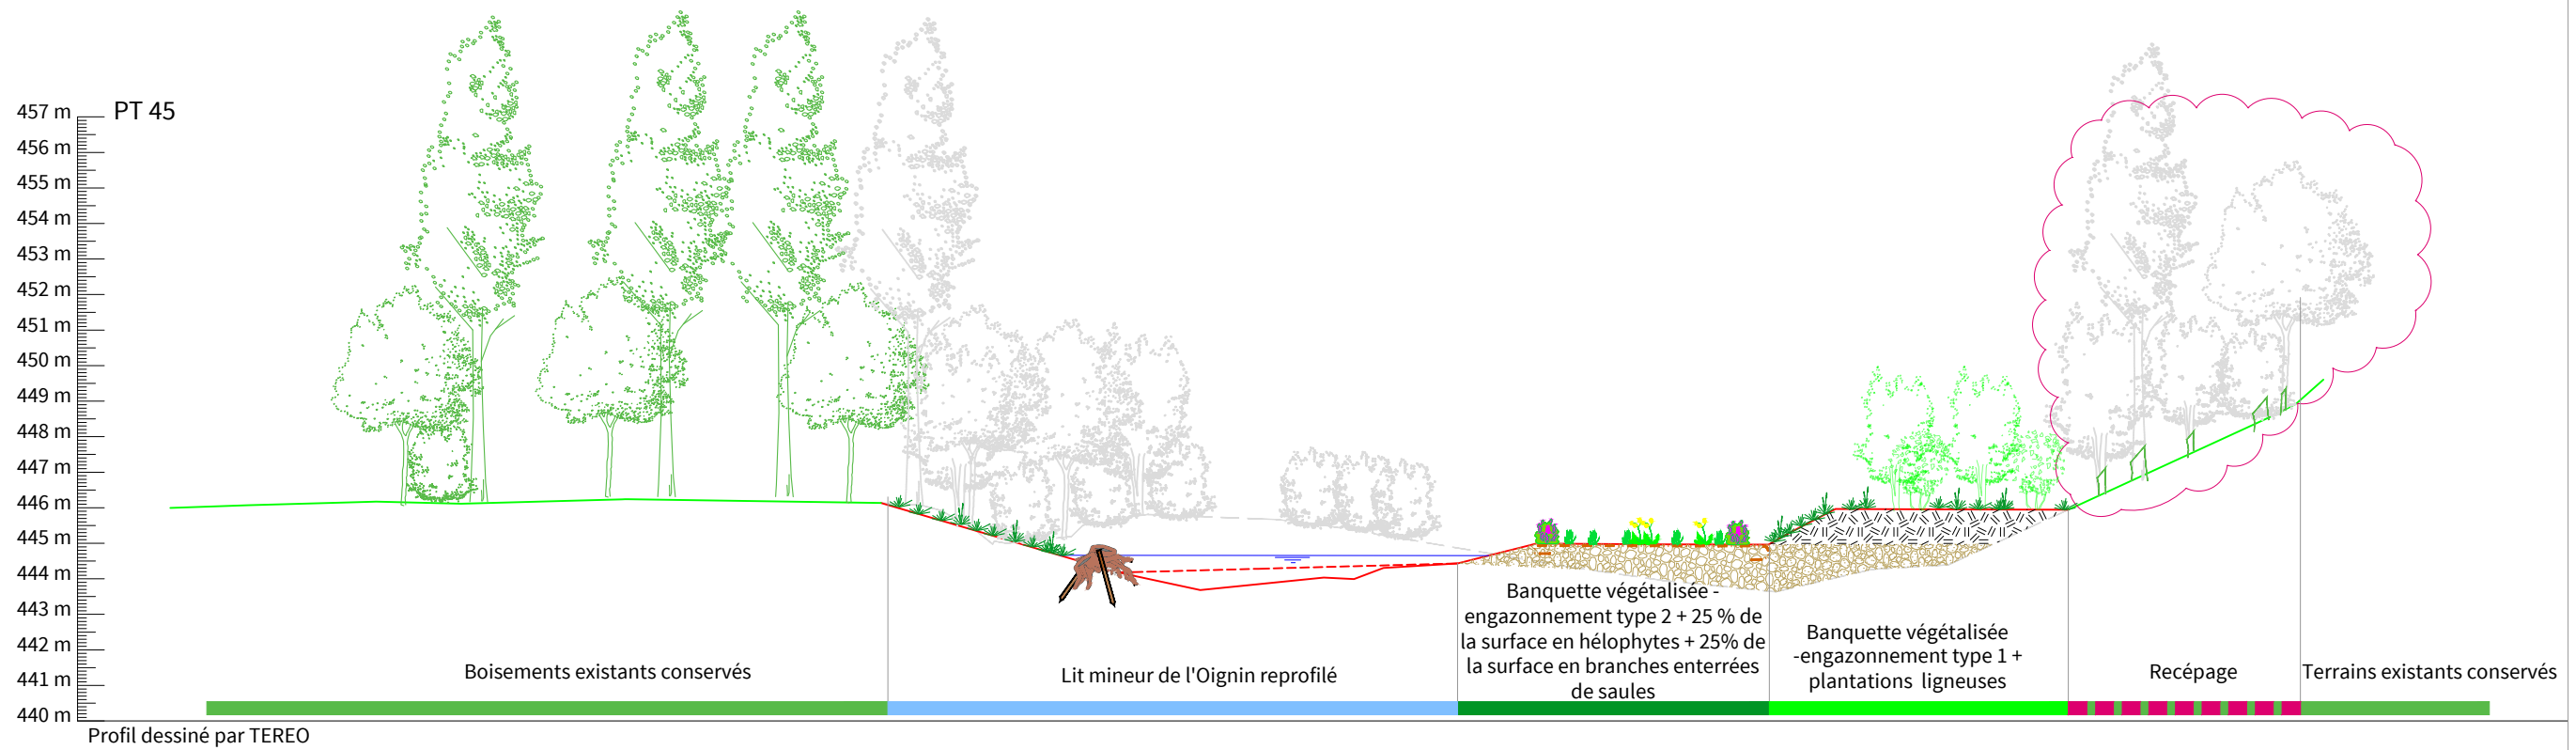 PT 45
457 m
456 m
455 m
454 m
453 m
452 m
451 m
450 m
449 m
448 m
447 m
446 m
445 m
444 m
443 m
442 m
441 m
440 m
Boisements existants conservés
Lit mineur de l'Oignin reprofilé
Banquette végétalisée -
engazonnement type 2 + 25 % de
la surface en hélophytes + 25% de
la surface en branches enterrées
de saules
Banquette végétalisée
-engazonnement type 1 +
plantations ligneuses
Recépage
Terrains existants conservés
Profil dessiné par TEREO